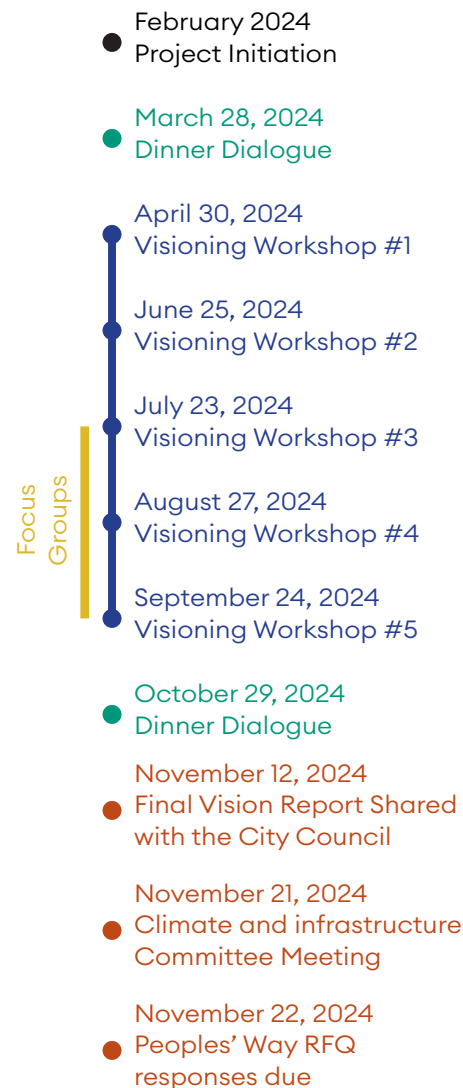 February 2024
Project Initiation
March 28, 2024
Dinner Dialogue
April 30, 2024
Visioning Workshop #1
June 25, 2024
Visioning Workshop #2
July 23, 2024
Visioning Workshop #3
August 27, 2024
Visioning Workshop #4
September 24, 2024
Visioning Workshop #5
Focus
Groups
October 29, 2024
Dinner Dialogue
November 12, 2024
Final Vision Report Shared
with the City Council
November 21, 2024
Climate and infrastructure
Committee Meeting
November 22, 2024
Peoples’ Way RFQ
responses due